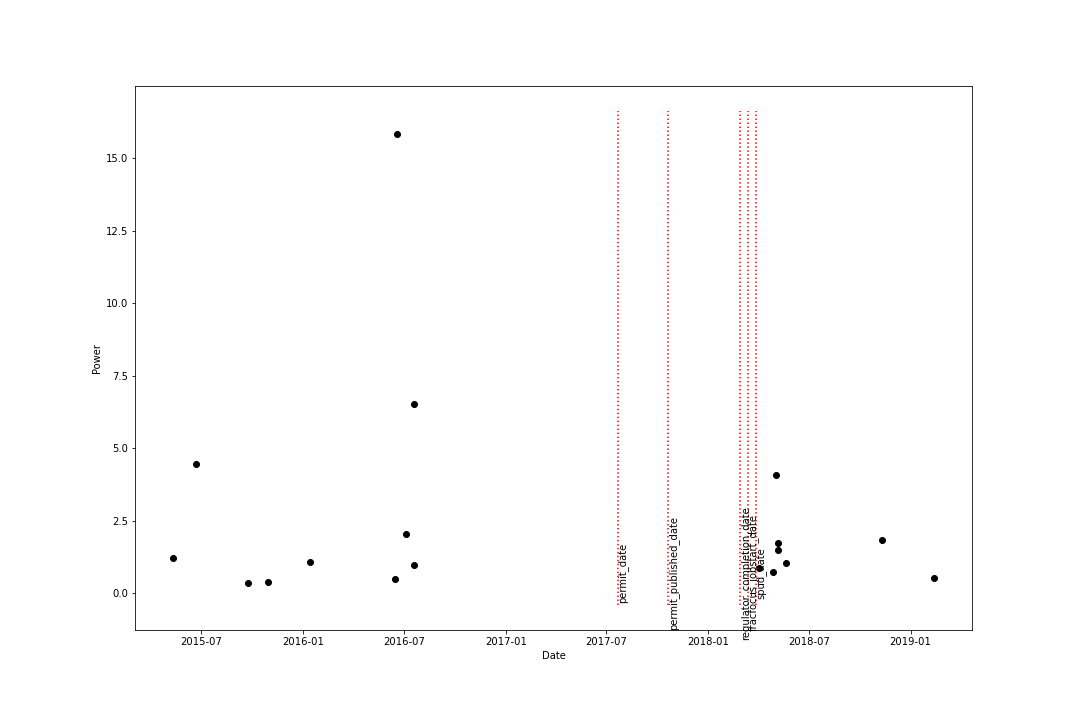 15.0
12.5
10.0
7.5
5.0
2.5
0.0
Power
permit_date
permit_published_date
regulator_completion_date
fracfocus_jobstart_date
spud_date
2015-07
2016-01
2016-07
2017-01
2017-07
2018-01
2018-07
2019-01
Date